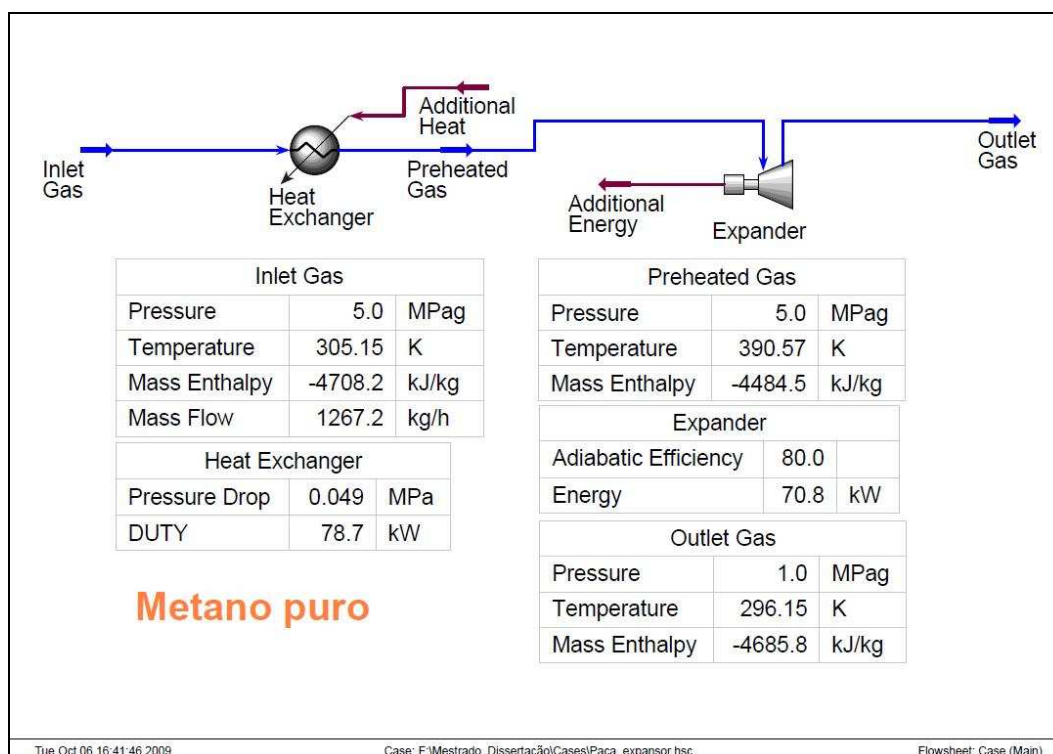 Additional
Heat
Inlet
Gas
Preheated
Gas
Outlet
Gas
Heat
Exchanger
Additional
Energy
Expander
Inlet Gas
Pressure 5.0 MPag
Temperature 305.15 K
Mass Enthalpy -4708.2 kJ/kg
Mass Flow 1267.2 kg/h
Heat Exchanger
Pressure Drop 0.049 MPa
DUTY 78.7 kW
Preheated Gas
Pressure 5.0 MPag
Temperature 390.57 K
Mass Enthalpy -4484.5 kJ/kg
Expander
Adiabatic Efficiency 80.0
Energy 70.8 kW
Outlet Gas
Pressure 1.0 MPag
Temperature 296.15 K
Mass Enthalpy -4685.8 kJ/kg
Metano puro
Tue Oct 06 16:41:46 2009 Case: F:\Mestrado_Dissertação\Cases\Paca_expansor.hsc Flowsheet: Case (Main)